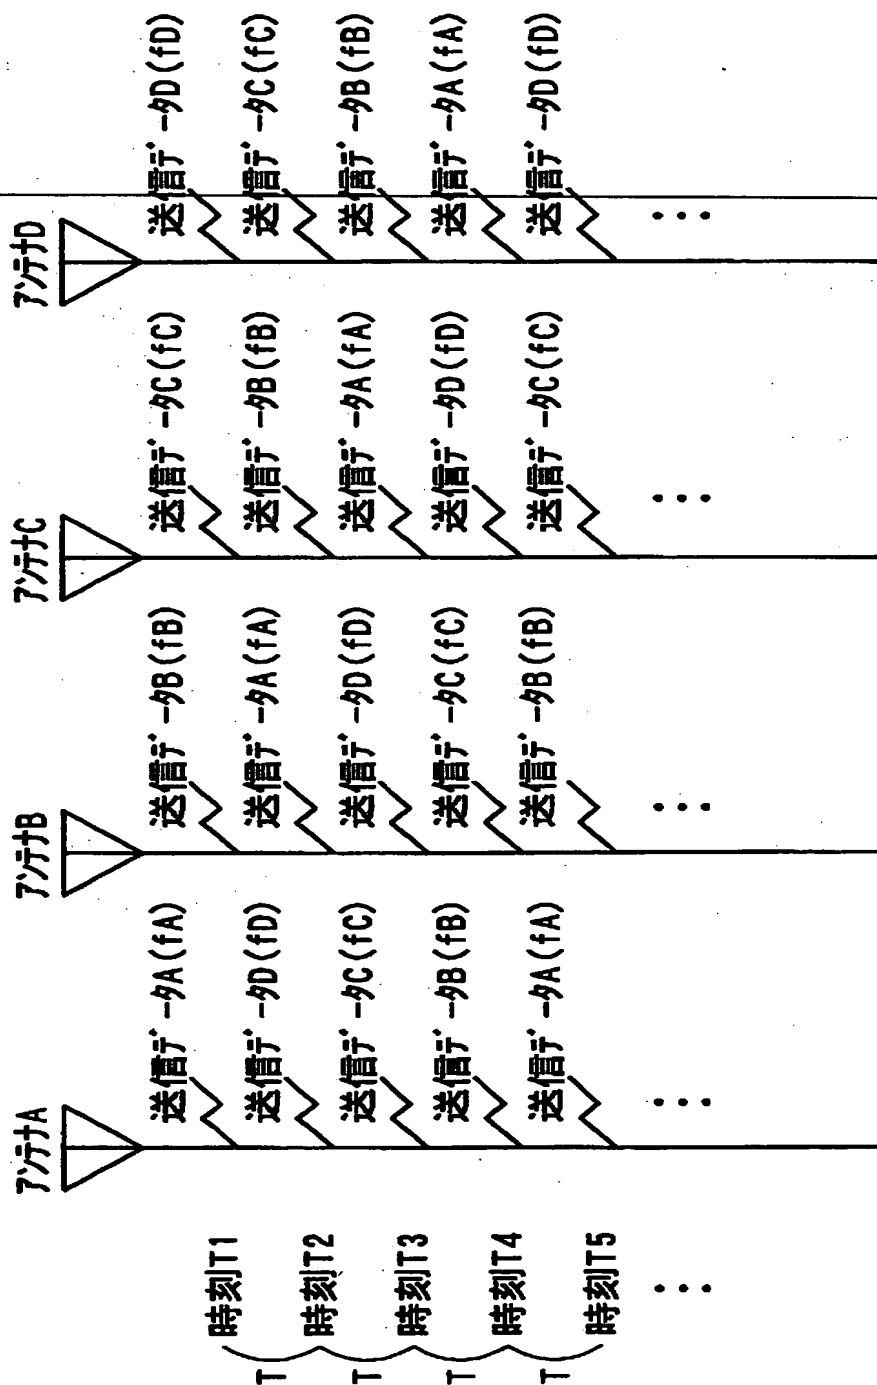 アンテナA
アンテナB
アンテナC
アンテナD
時刻T1
送信データA(fA)
送信データB(fB)
送信データC(fC)
送信データD(fD)
T
時刻T2
送信データD(fD)
送信データA(fA)
送信データB(fB)
送信データC(fC)
T
時刻T3
送信データC(fC)
送信データD(fD)
送信データA(fA)
送信データB(fB)
T
時刻T4
送信データB(fB)
送信データC(fC)
送信データD(fD)
送信データA(fA)
T
時刻T5
送信データA(fA)
送信データB(fB)
送信データC(fC)
送信データD(fD)